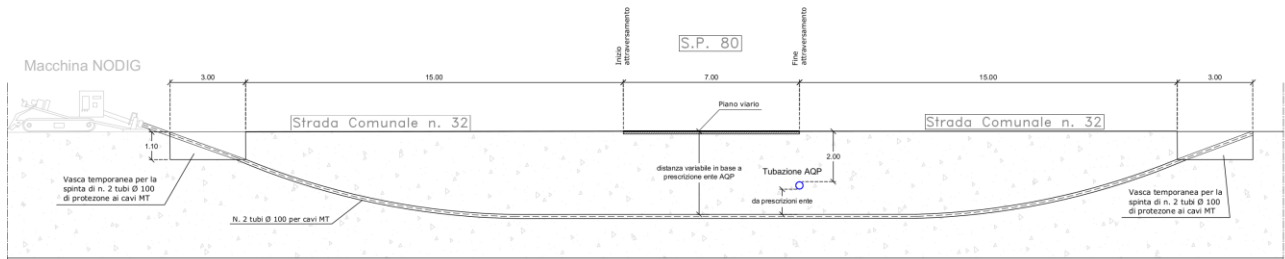 Inizio
attraversamento
S.P. 80
Fine
attraversamento
Macchina NODIG
3.00
15.00
7.00
15.00
3.00
Piano viario
Strada Comunale n. 32
Strada Comunale n. 32
1.10
2.00
distanza variabile in base a
prescrizione ente AQP
Tubazione AQP
da prescrizioni ente
Vasca temporanea per la
spinta di n. 2 tubi Ø 100
di protezone ai cavi MT
N. 2 tubi Ø 100 per cavi MT
Vasca temporanea per la
spinta di n. 2 tubi Ø 100
di protezone ai cavi MT